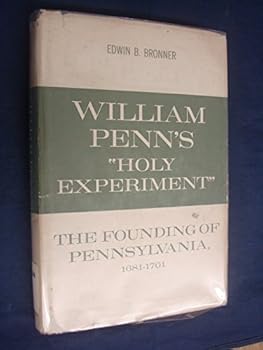 EDWIN B. BRONNER
WILLIAM
PENN'S
"HOLY
EXPERIMENT"
THE FOUNDING OF
PENNSYLVANIA,
1681-1701